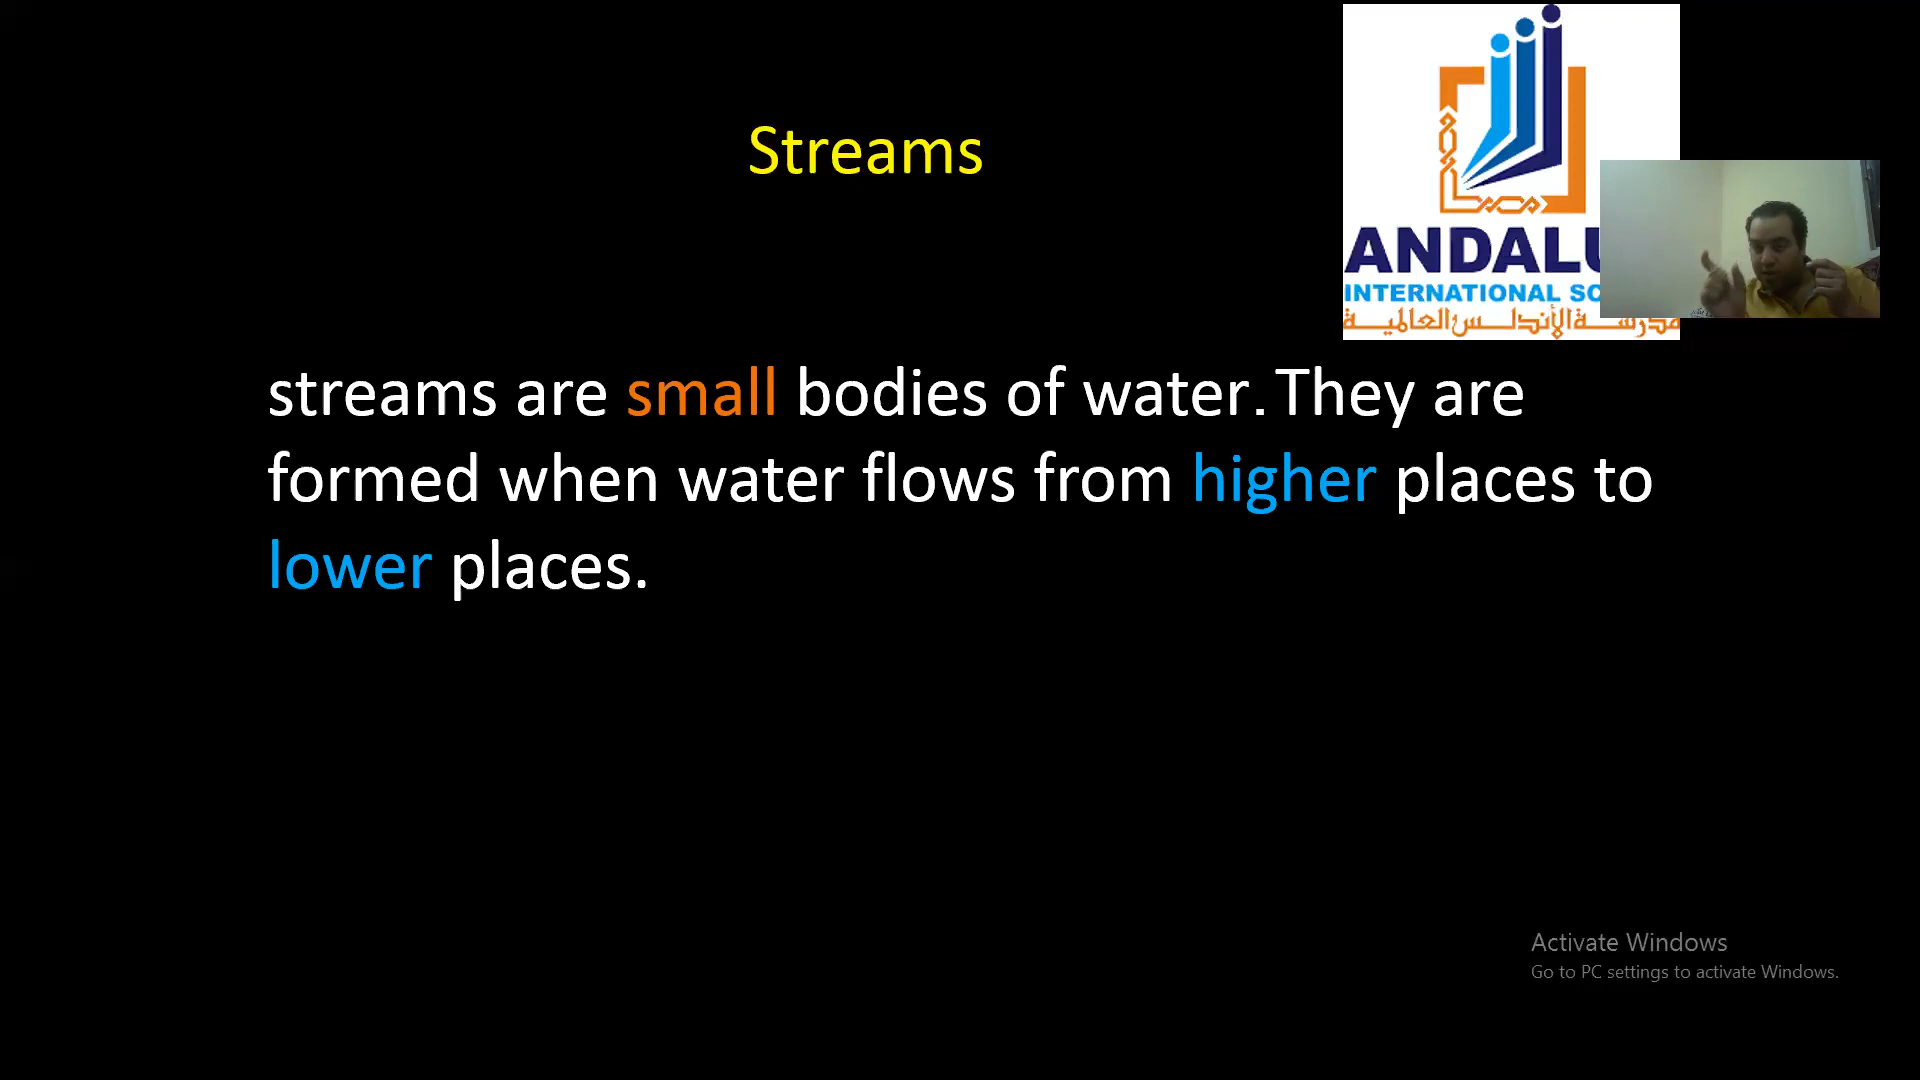 Streams
ANDALU
INTERNATIONAL SC
مدرسة الأندلس العالمية
streams are small bodies of water.They are
formed when water flows from higher places to
lower places.
Activate Windows
Go to PC settings to activate Windows.